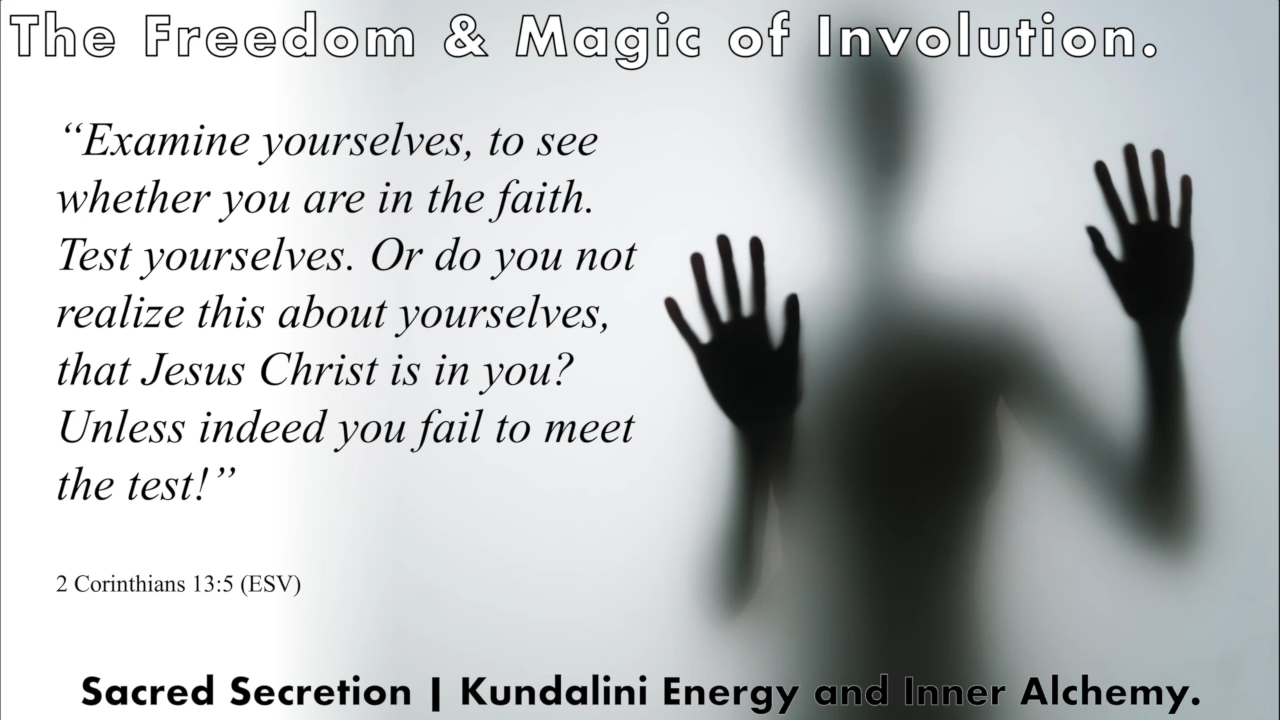 The Freedom & Magic of Involution.
“Examine yourselves, to see
whether you are in the faith.
Test yourselves. Or do you not
realize this about yourselves,
that Jesus Christ is in you?
Unless indeed you fail to meet
the test!”
2 Corinthians 13:5 (ESV)
Sacred Secretion | Kundalini Energy and Inner Alchemy.